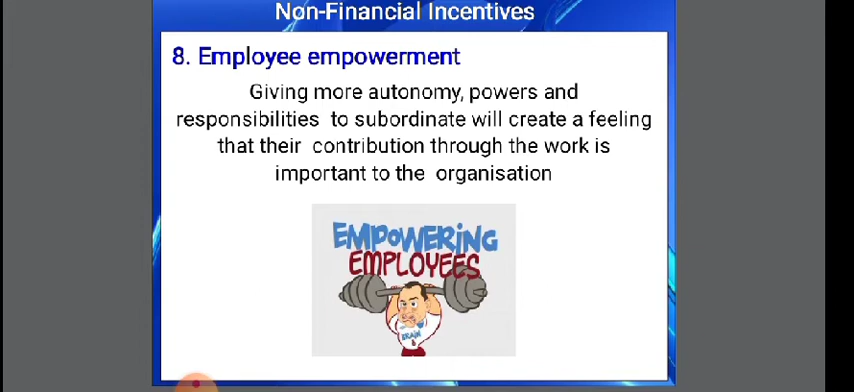 Non-Financial Incentives
8. Employee empowerment
Giving more autonomy, powers and
responsibilities to subordinate will create a feeling
that their contribution through the work is
important to the organisation
EMPOWERING
EMPLOYEES
BRAIN